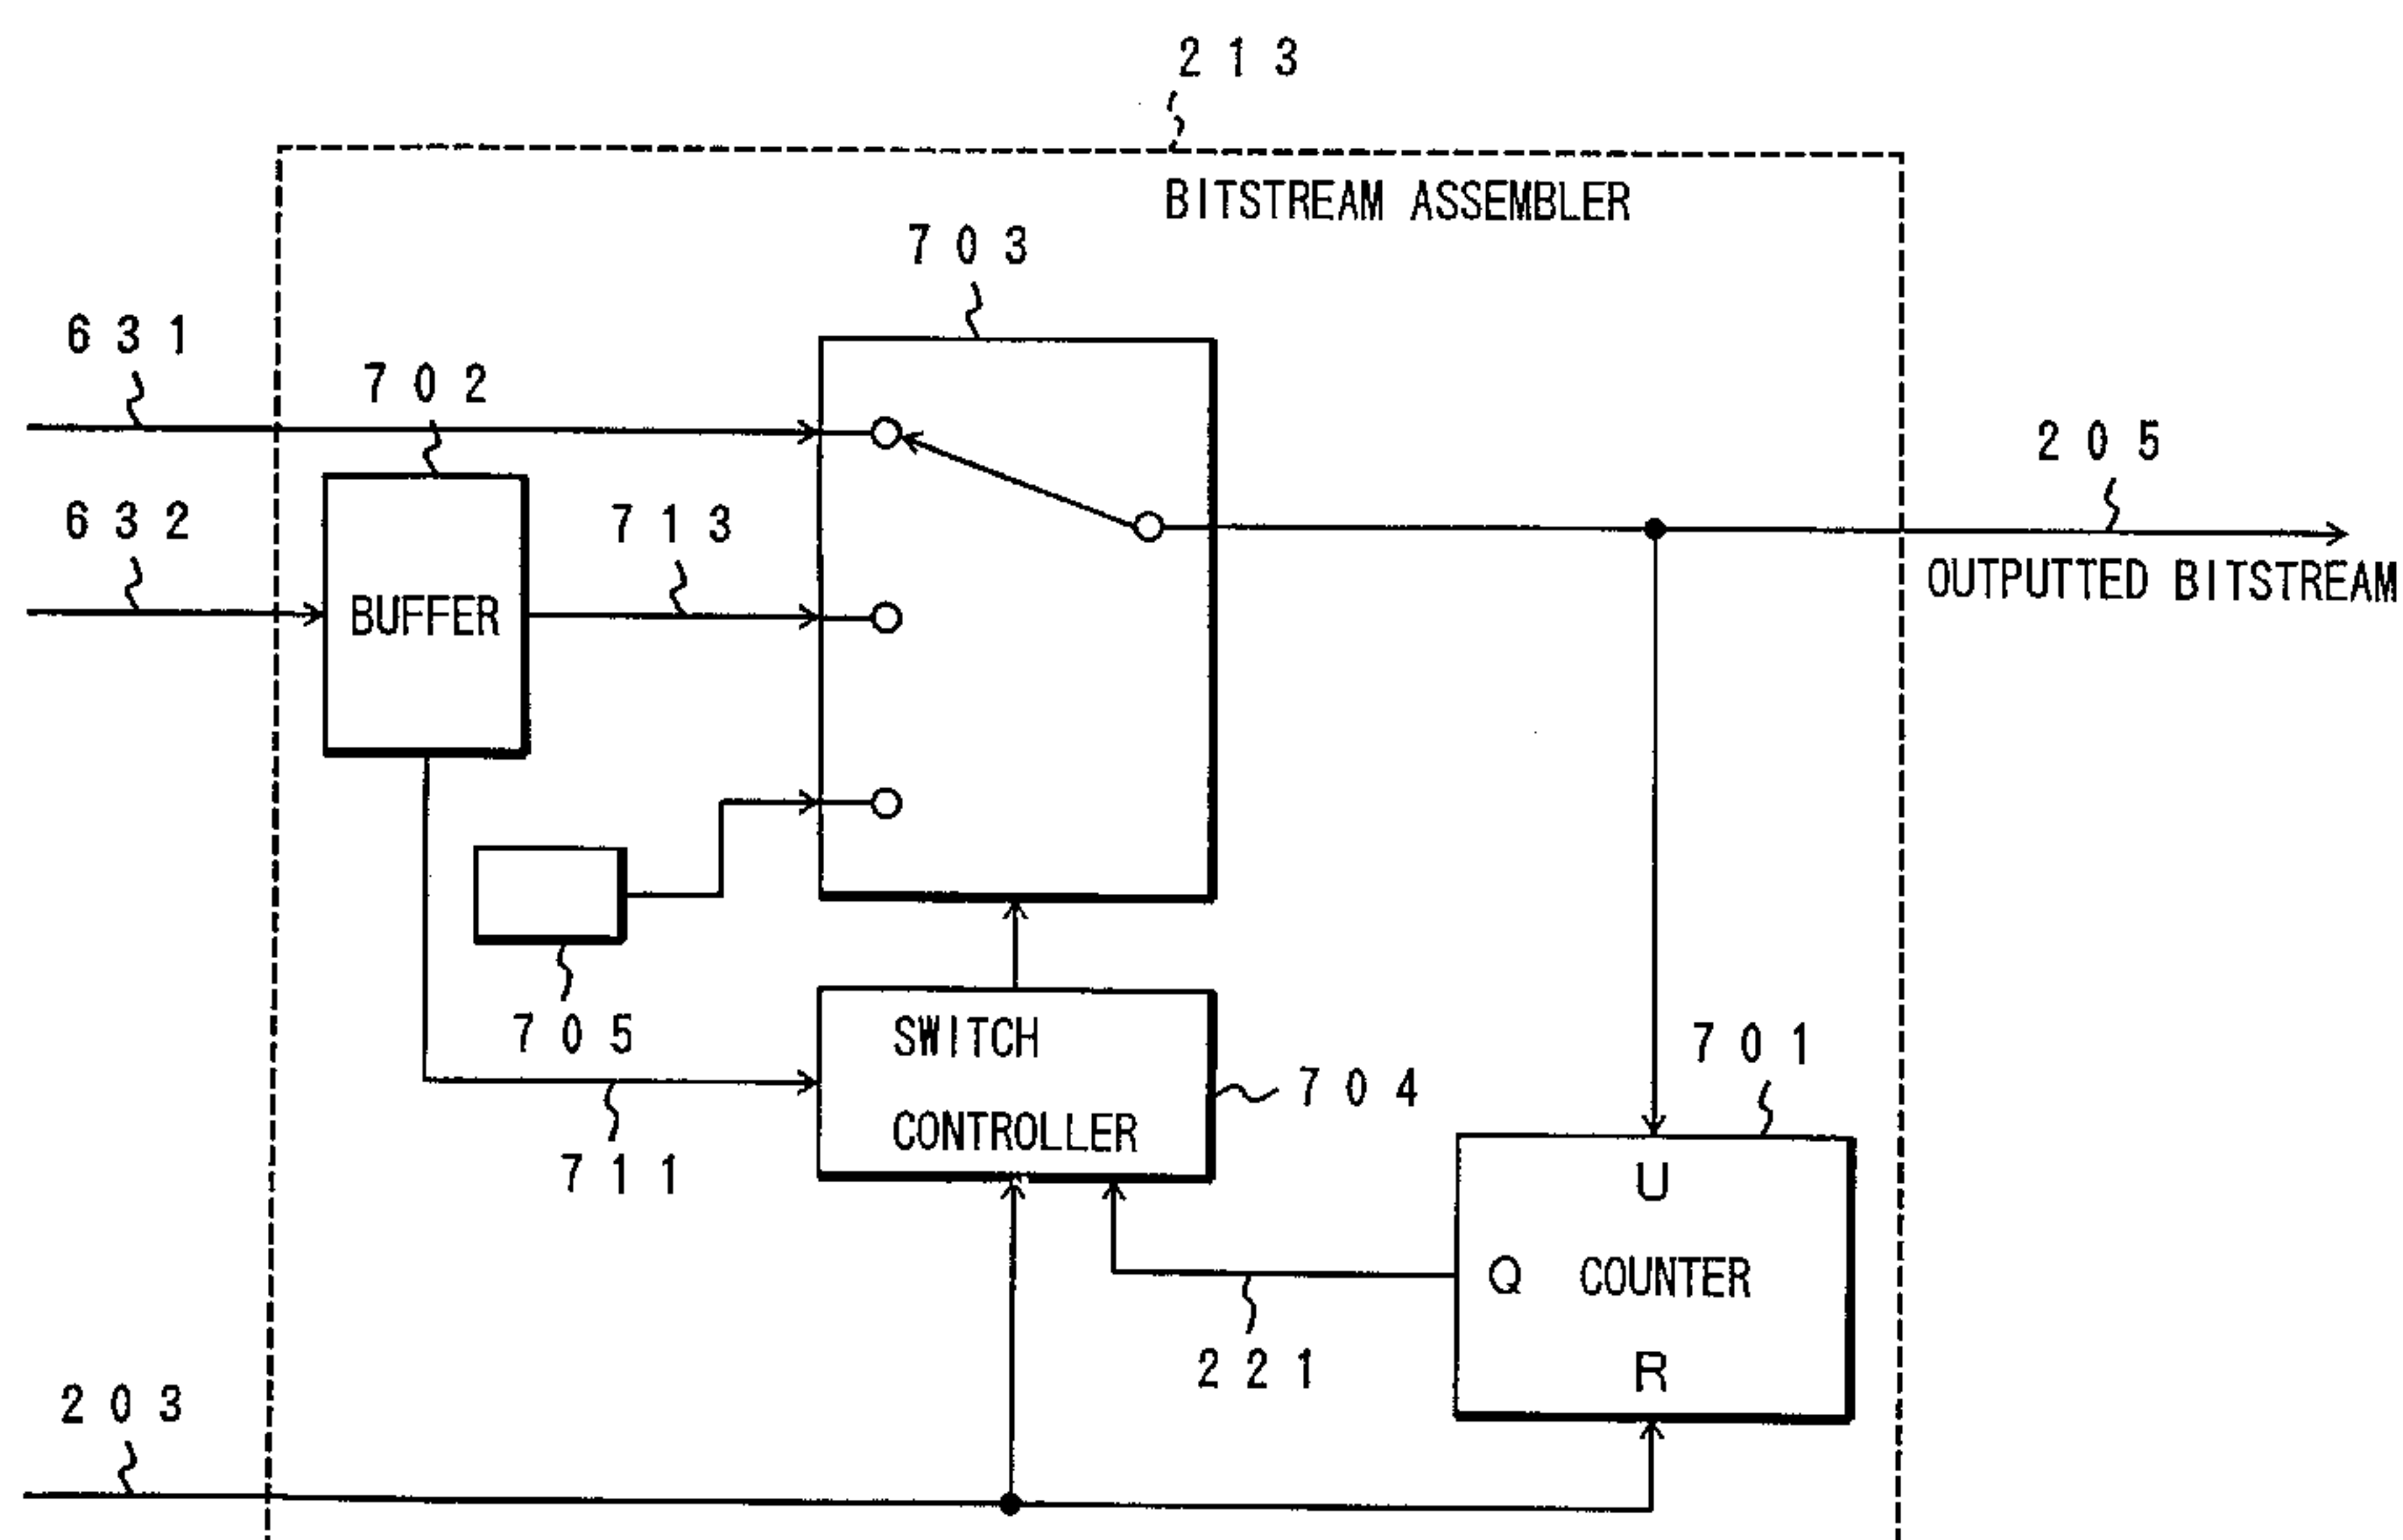 2 1 3
BITSTREAM ASSEMBLER
7 0 3
6 3 1
7 0 2
2 0 5
6 3 2
7 1 3
BUFFER
OUTPUTTED BITSTREAM
7 0 5
SWITCH
CONTROLLER
7 0 4
7 0 1
7 1 1
U
Q COUNTER
R
2 2 1
2 0 3